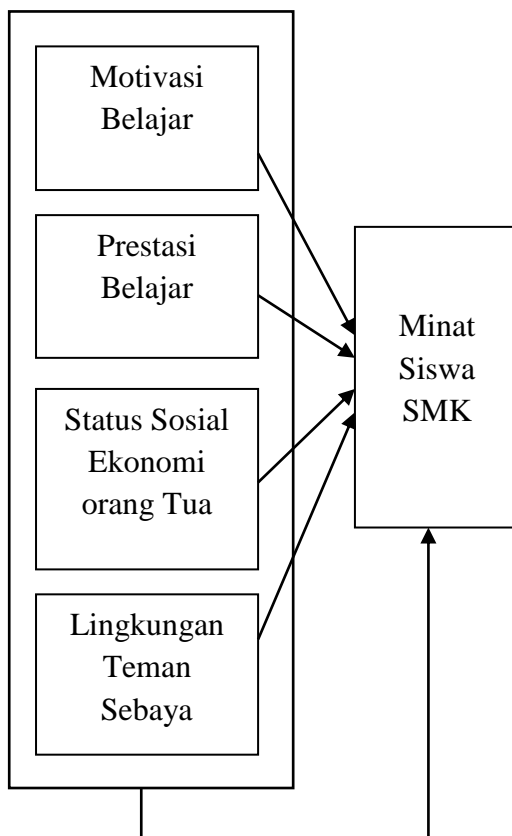 Motivasi
Belajar
Prestasi
Belajar
Status Sosial
Ekonomi
orang Tua
Lingkungan
Teman
Sebaya
Minat
Siswa
SMK